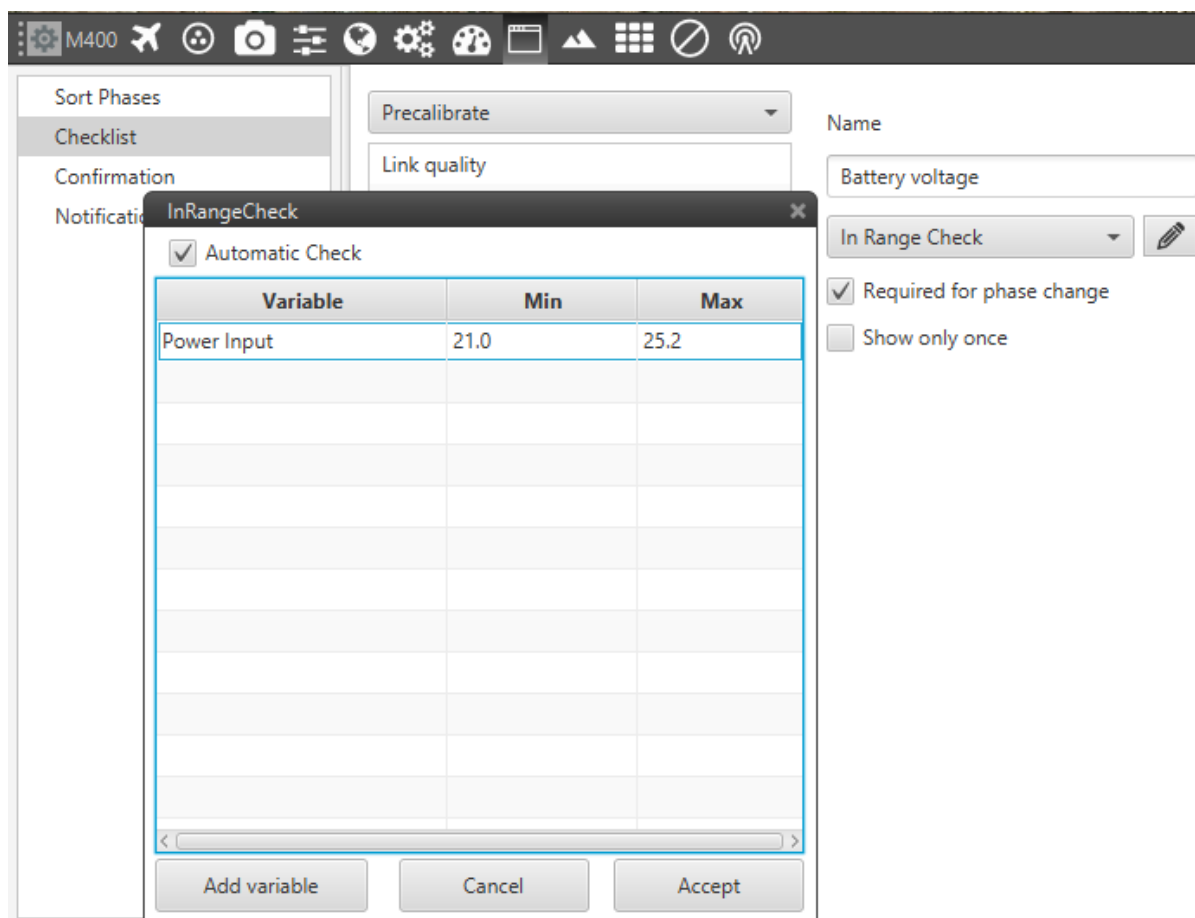 M400
Sort Phases
Checklist
Confirmation
Precalibrate
Link quality
Name
Battery voltage
In Range Check
Required for phase change
Show only once
InRangeCheck
Automatic Check
Variable Min Max
Power Input 21.0 25.2
Add variable Cancel Accept